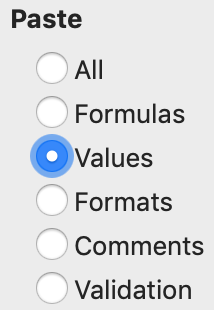 Paste
All
Formulas
Values
Formats
Comments
Validation